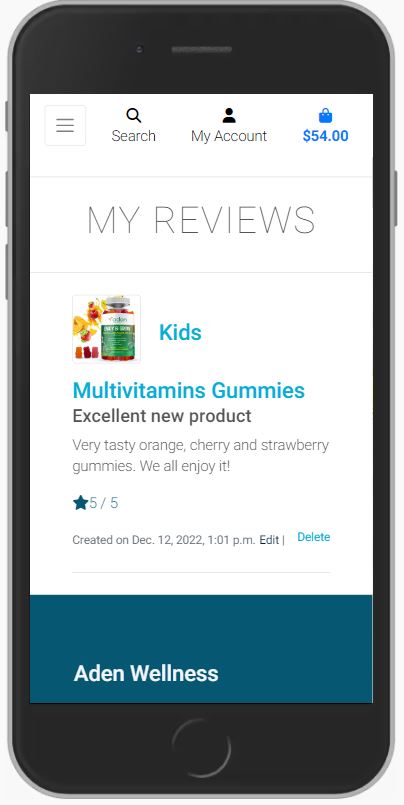 Search
My Account
$54.00
MY REVIEWS
Kids
Multivitamins Gummies
Excellent new product
Very tasty orange, cherry and strawberry
gummies. We all enjoy it!
5 / 5
Created on Dec. 12, 2022, 1:01 p.m. Edit | Delete
Aden Wellness